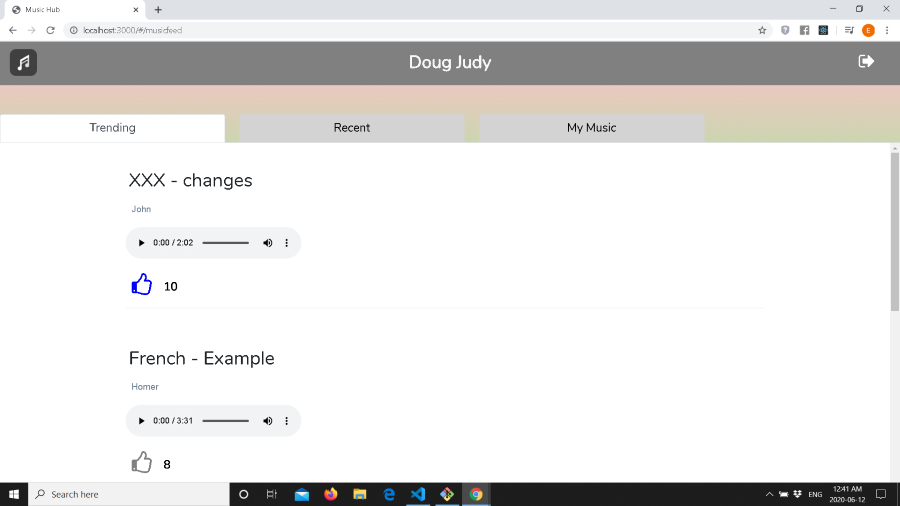 Music Hub
localhost:3000/#/musicfeed
E
Doug Judy
Trending
Recent
My Music
XXX - changes
John
0:00 / 2:02
10
French - Example
Homer
0:00 / 3:31
8
Search here
ENG
12:41 AM
2020-06-12